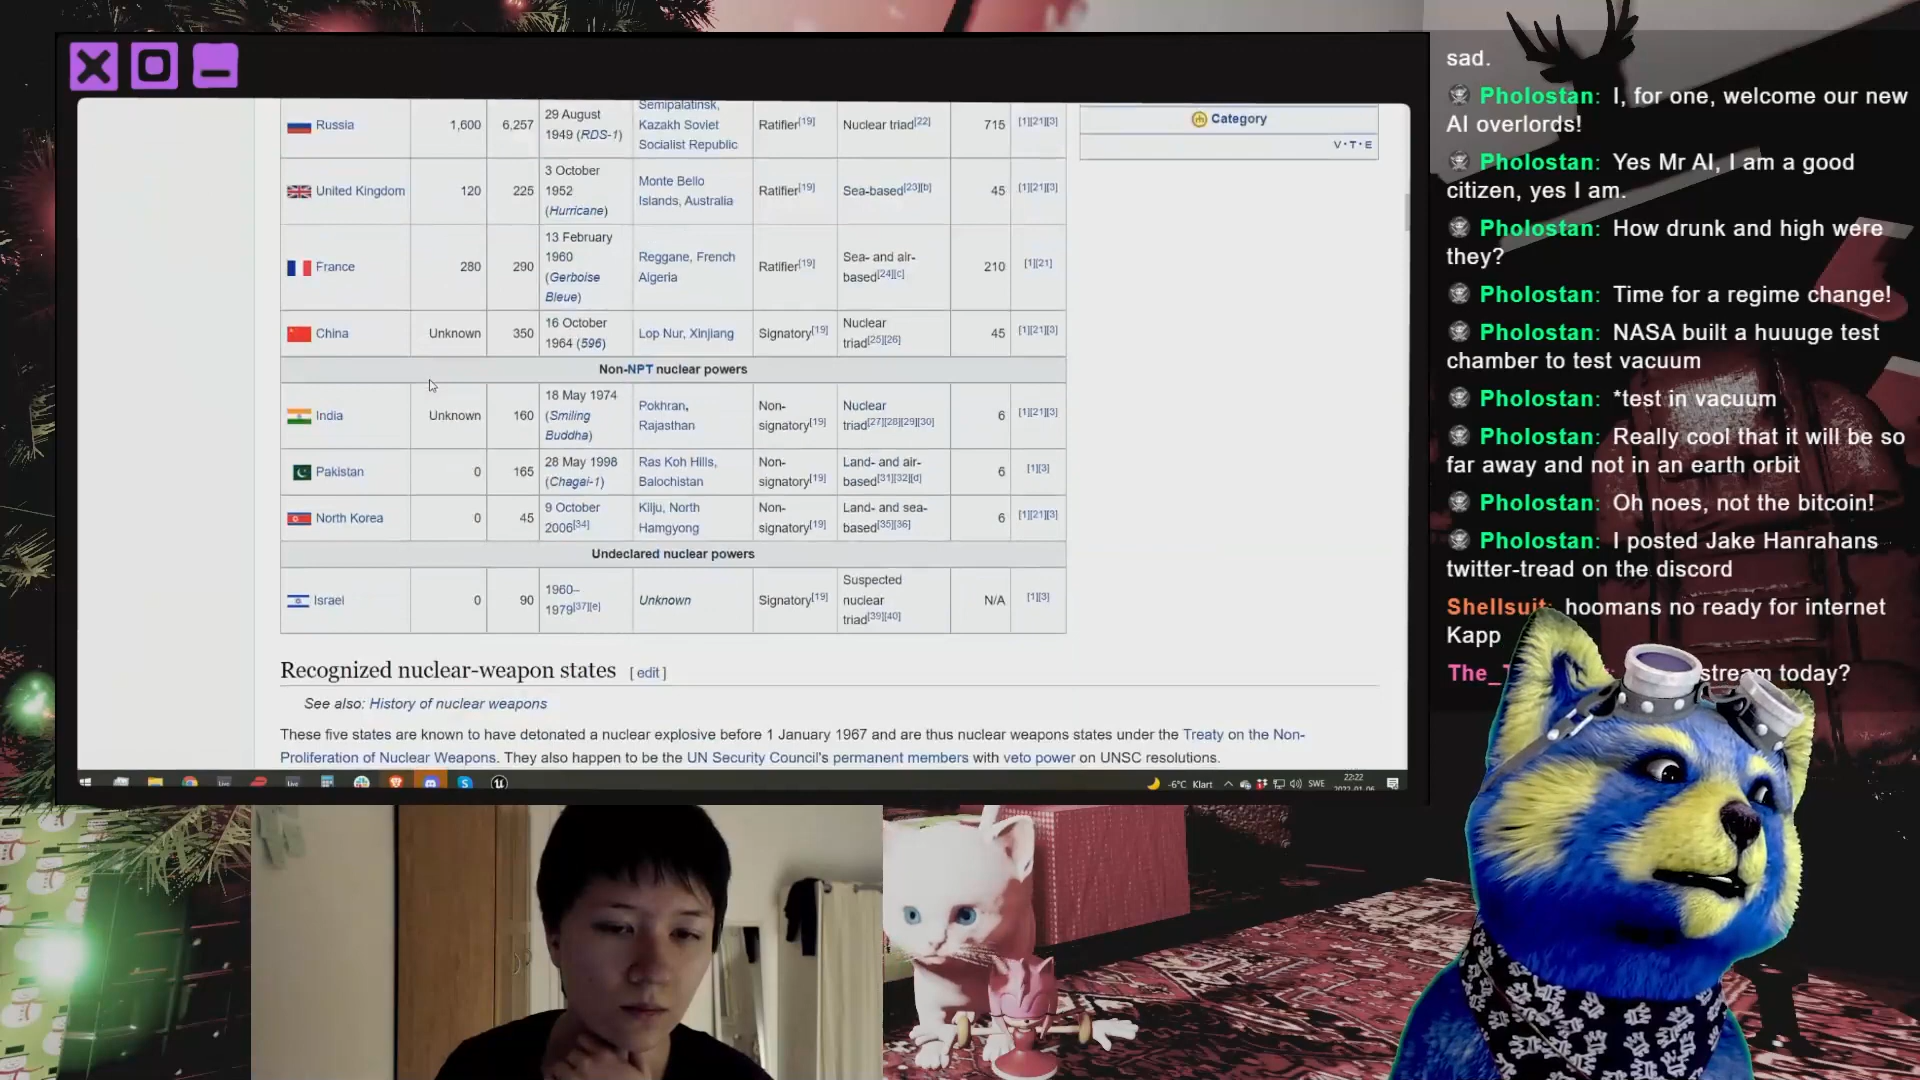 Russia 1,600 6,257 29 August 1949 (RDS-1) Semipalatinsk, Kazakh Soviet Socialist Republic Ratifier[19] Nuclear triad[22] 715 [1][21][3]
United Kingdom 120 225 3 October 1952 (Hurricane) Monte Bello Islands, Australia Ratifier[19] Sea-based[23][b] 45 [1][21][3]
France 280 290 13 February 1960 (Gerboise Bleue) Reggane, French Algeria Ratifier[19] Sea- and air-based[24][c] 210 [1][21]
China Unknown 350 16 October 1964 (596) Lop Nur, Xinjiang Signatory[19] Nuclear triad[25][26] 45 [1][21][3]
Non-NPT nuclear powers
India Unknown 160 18 May 1974 (Smiling Buddha) Pokhran, Rajasthan Non-signatory[19] Nuclear triad[27][28][29][30] 6 [1][21][3]
Pakistan 0 165 28 May 1998 (Chagai-1) Ras Koh Hills, Balochistan Non-signatory[19] Land- and air-based[31][32][d] 6 [1][3]
North Korea 0 45 9 October 2006[34] Kilju, North Hamgyong Non-signatory[19] Land- and sea-based[35][36] 6 [1][21][3]
Undeclared nuclear powers
Israel 0 90 1960–1979[37][e] Unknown Signatory[19] Suspected nuclear triad[39][40] N/A [1][3]
Category
V·T·E
Recognized nuclear-weapon states [edit]
See also: History of nuclear weapons
These five states are known to have detonated a nuclear explosive before 1 January 1967 and are thus nuclear weapons states under the Treaty on the Non-
Proliferation of Nuclear Weapons. They also happen to be the UN Security Council's permanent members with veto power on UNSC resolutions.
-6°C Klart SWE 22:22
2022-01-06
sad.
Pholostan: I, for one, welcome our new
AI overlords!
Pholostan: Yes Mr AI, I am a good
citizen, yes I am.
Pholostan: How drunk and high were
they?
Pholostan: Time for a regime change!
Pholostan: NASA built a huuuge test
chamber to test vacuum
Pholostan: *test in vacuum
Pholostan: Really cool that it will be so
far away and not in an earth orbit
Pholostan: Oh noes, not the bitcoin!
Pholostan: I posted Jake Hanrahans
twitter-tread on the discord
Shellsuit: hoomans no ready for internet
Kapp
The_ stream today?